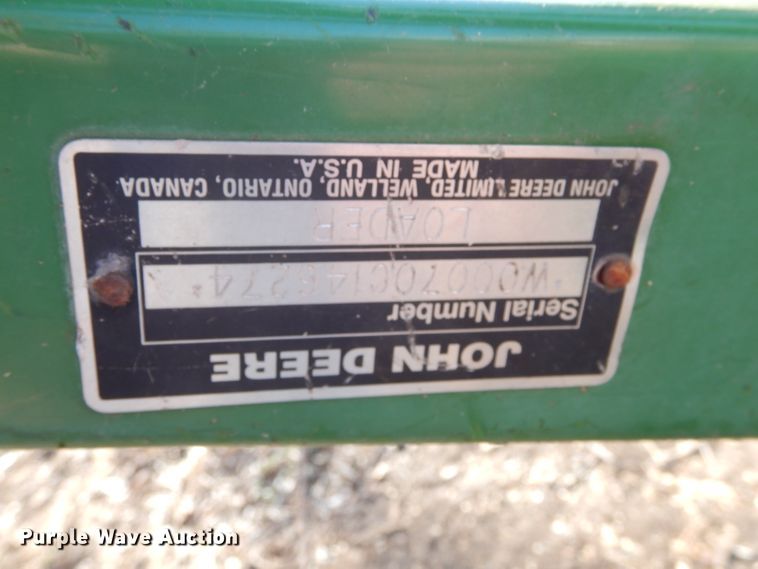 JOHN DEERE
Serial Number
W00070C146274
LOADER
JOHN DEERE LIMITED, WELLAND, ONTARIO, CANADA.
MADE IN U.S.A.
Purple Wave Auction